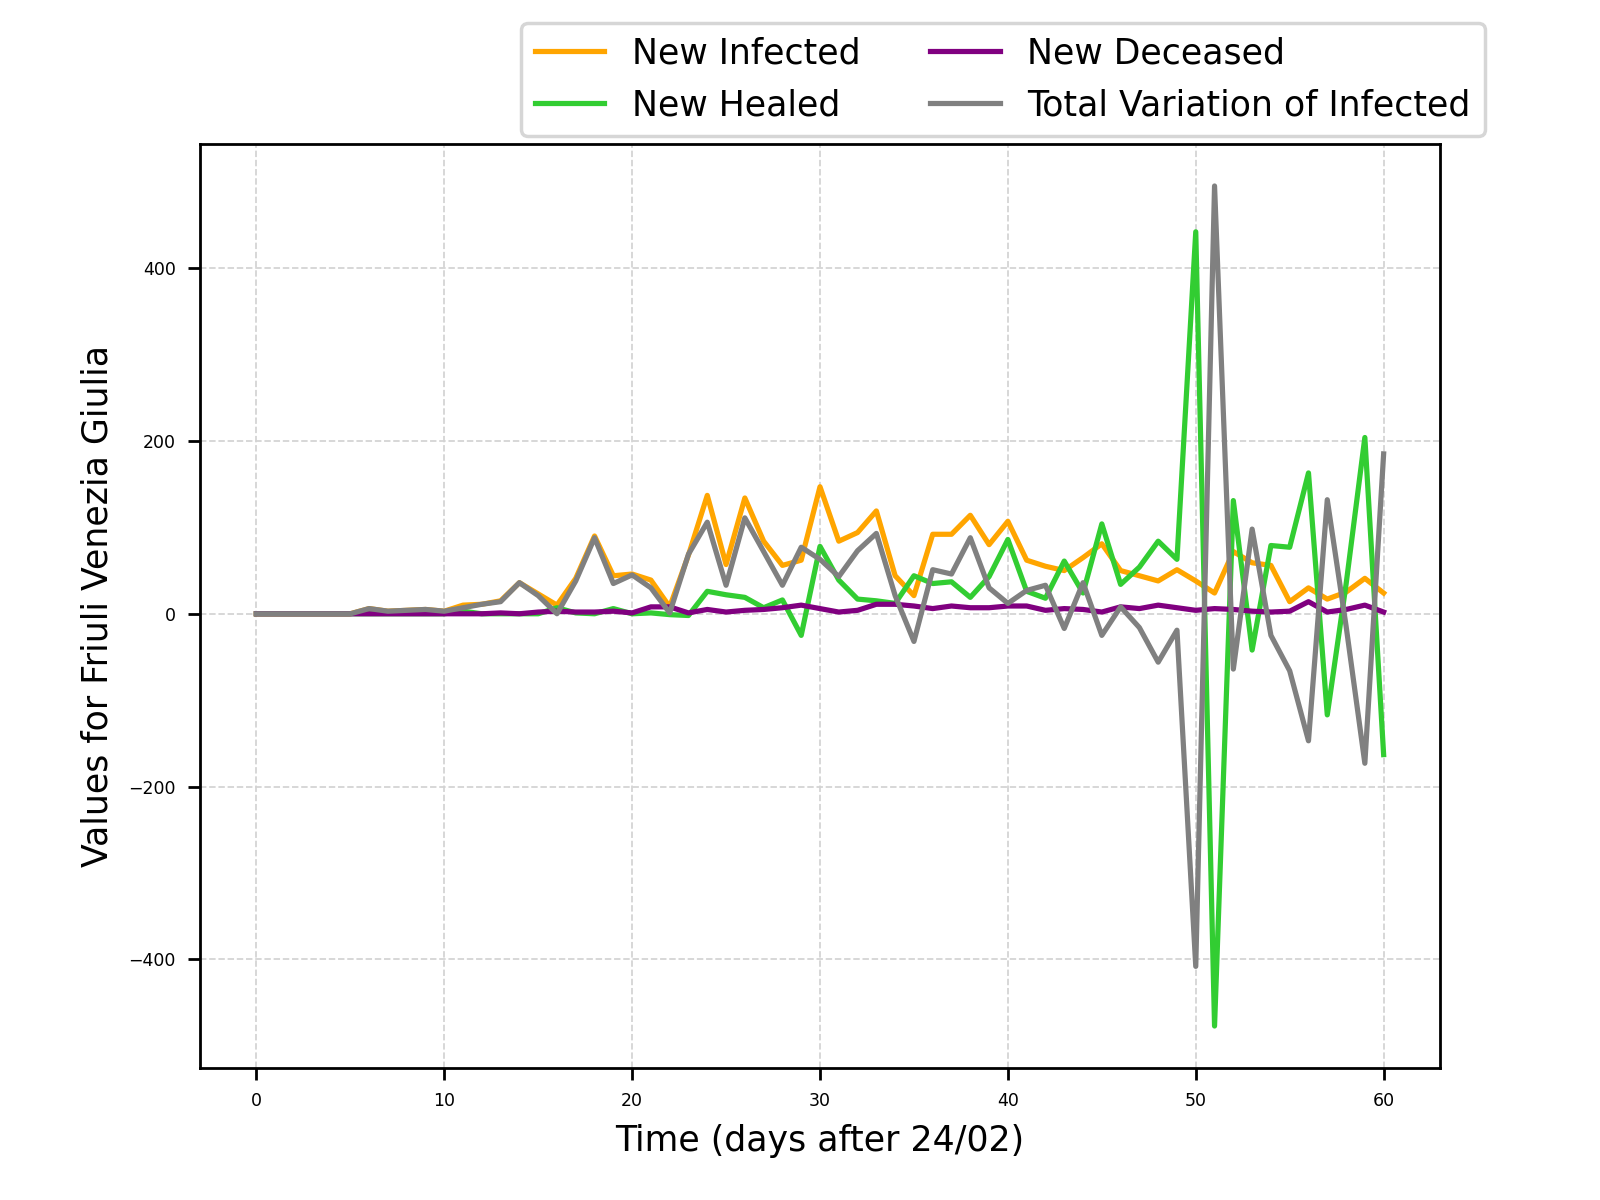 New Infected
New Healed
New Deceased
Total Variation of Infected
Values for Friuli Venezia Giulia
400
200
0
−200
−400
0 10 20 30 40 50 60
Time (days after 24/02)